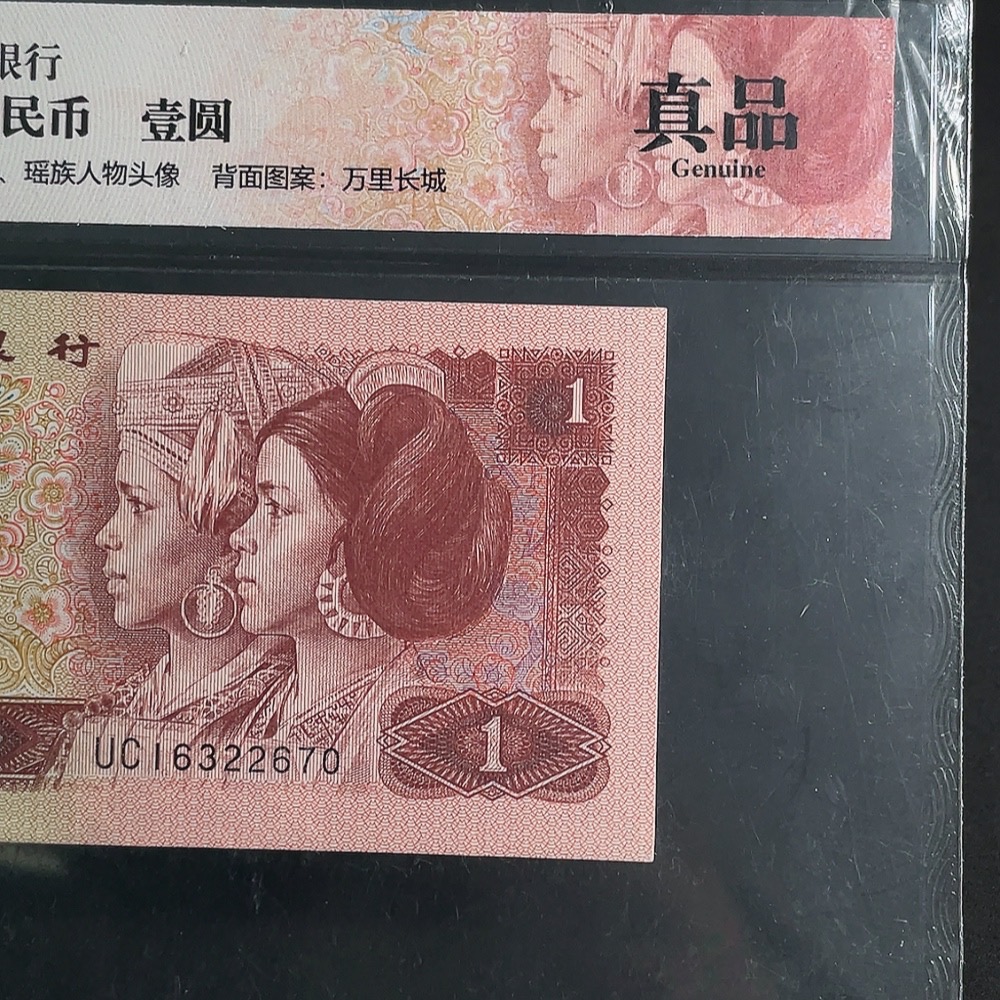 银行
民币 壹圆
真品
Genuine
、瑶族人物头像 背面图案：万里长城
银行
1
UC16322670
1